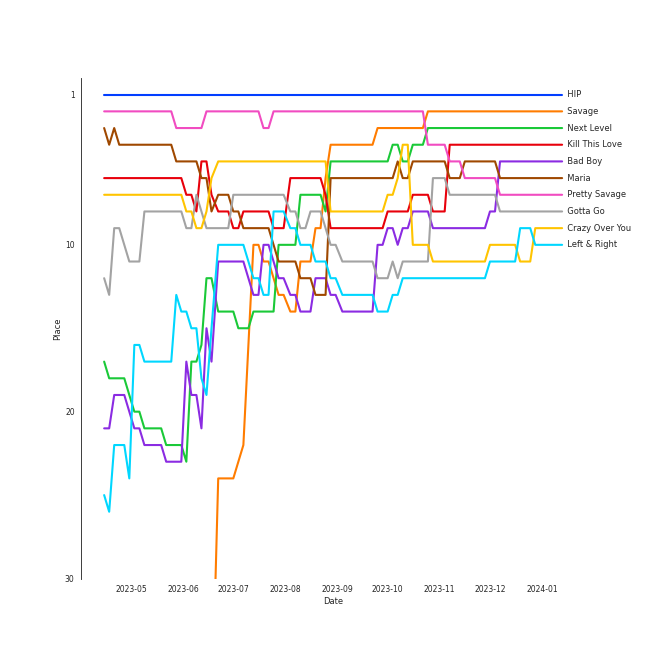 1
HIP
Savage
Next Level
Kill This Love
Bad Boy
Maria
Pretty Savage
Gotta Go
Crazy Over You
10
Left & Right
Place
20
30
2023-05 2023-06 2023-07 2023-08 2023-09 2023-10 2023-11 2023-12 2024-01
Date